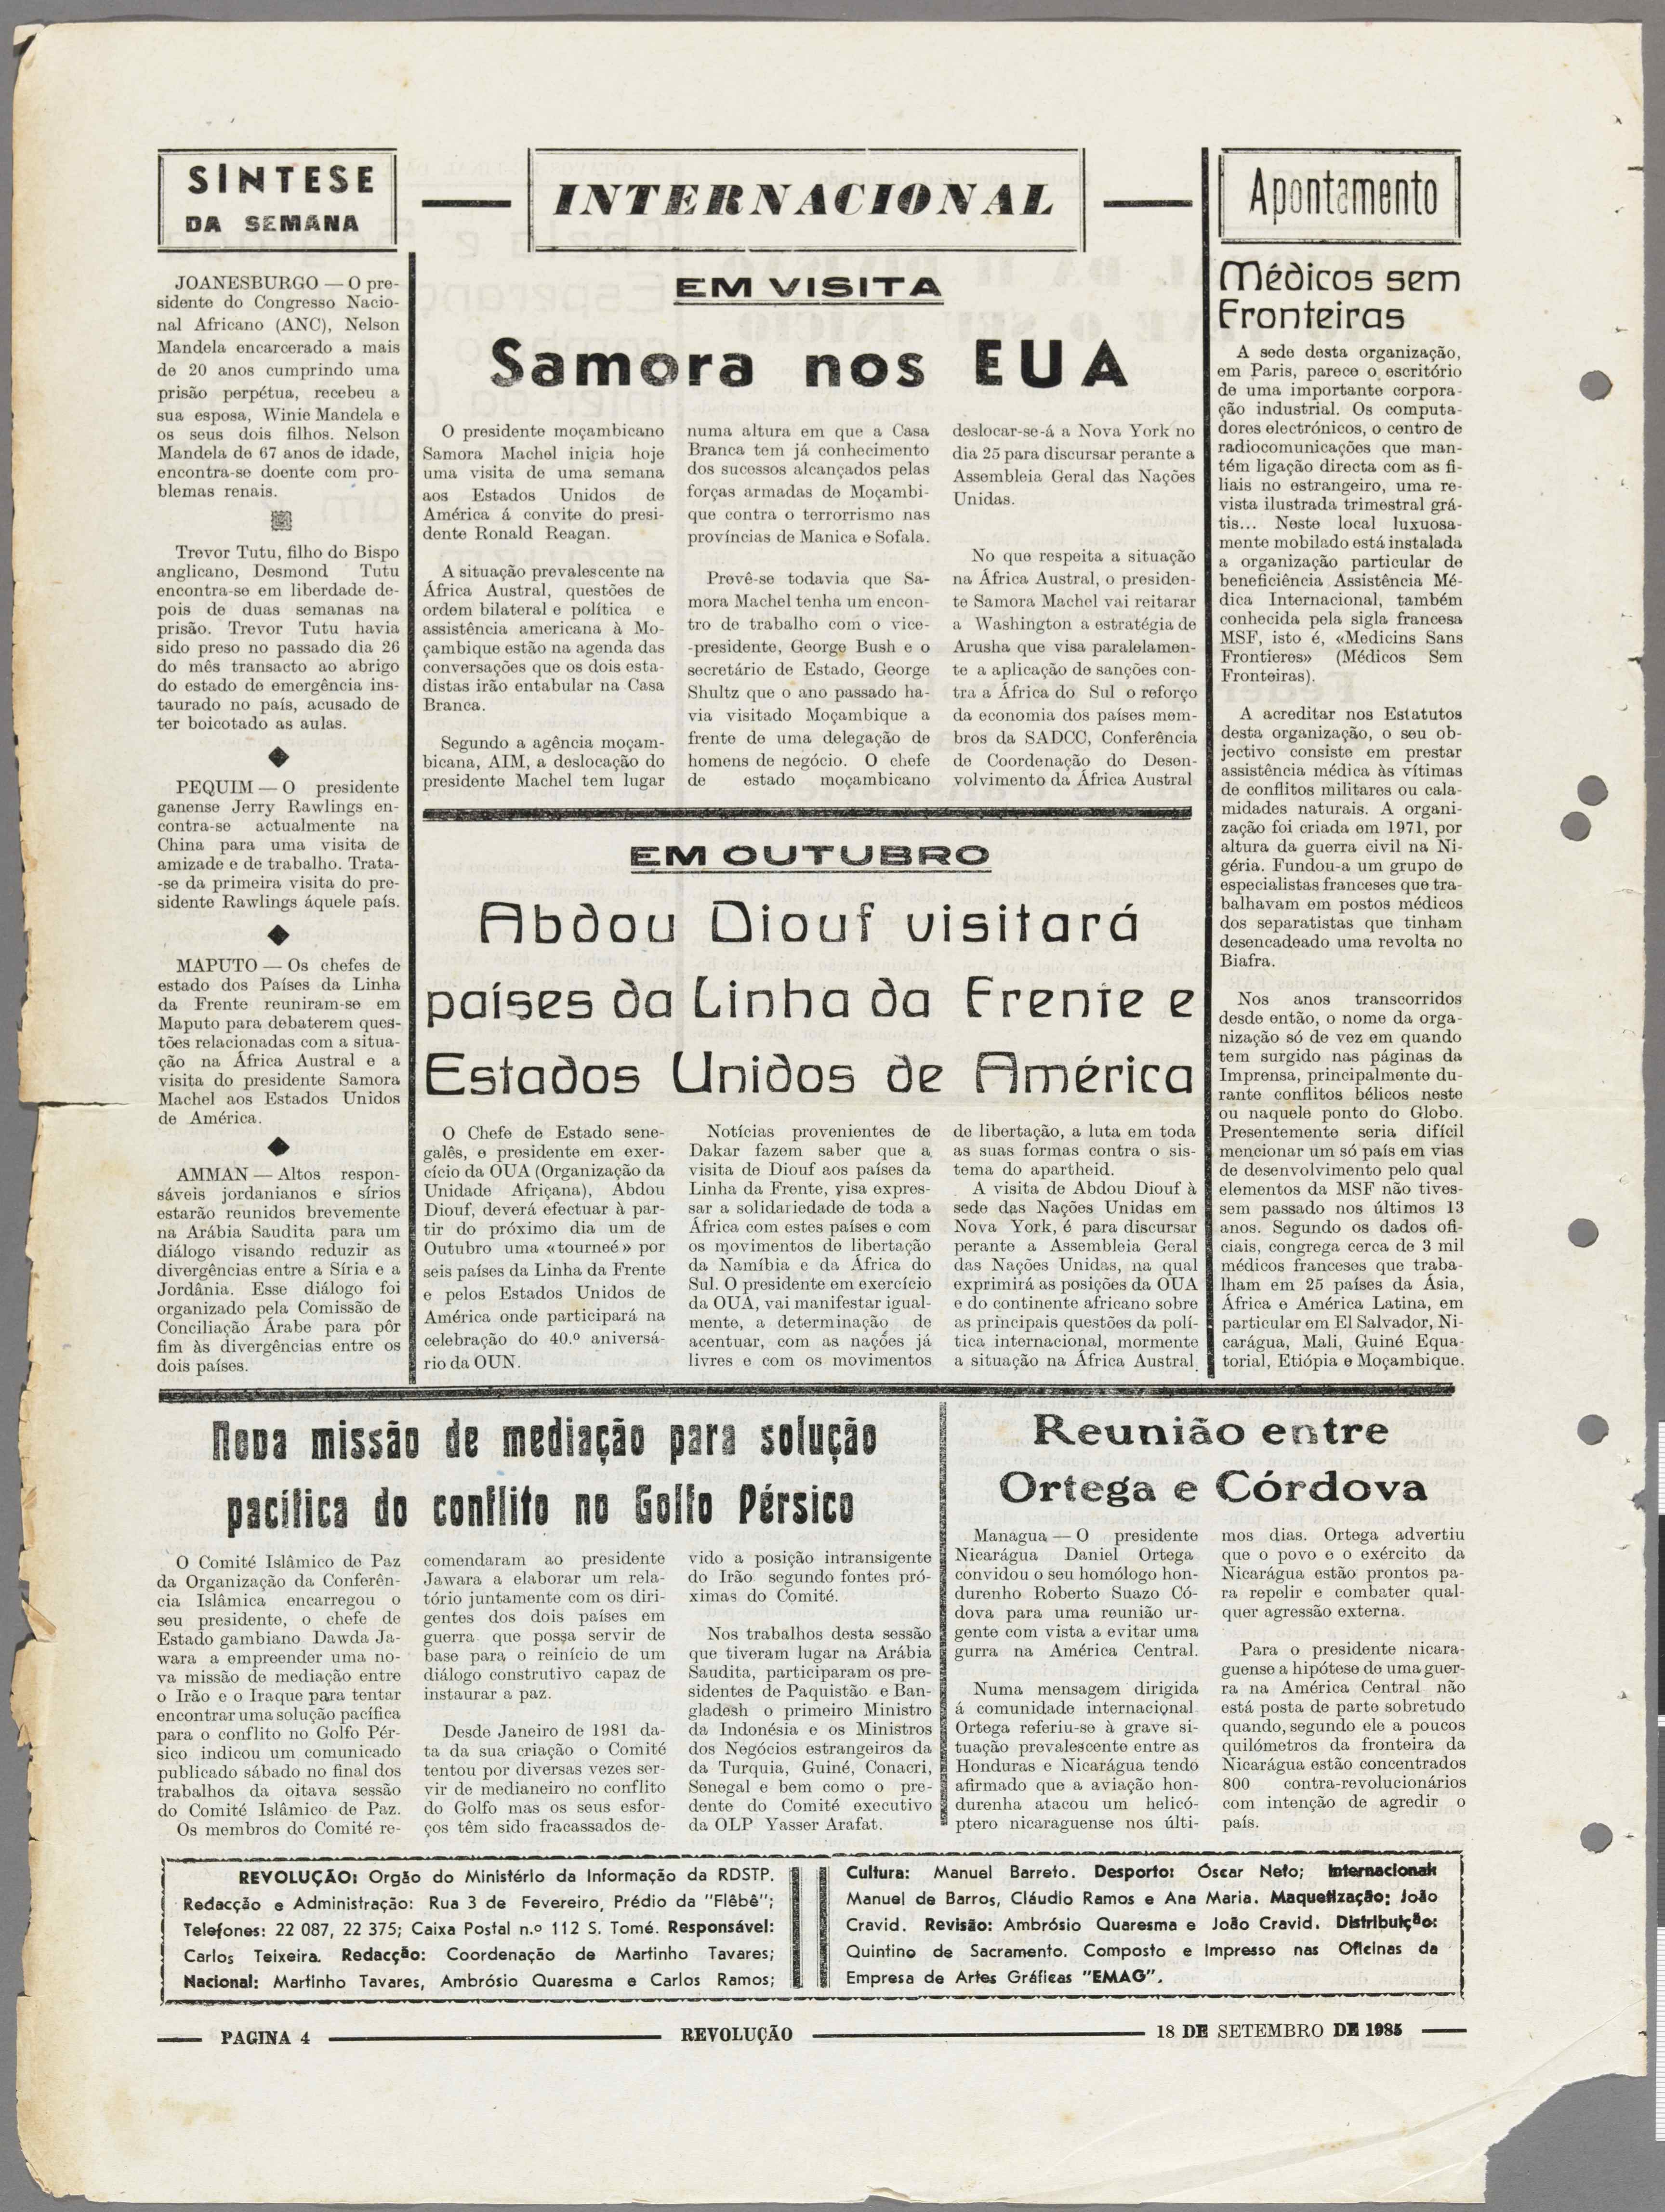 SÍNTESE
DA SEMANA
JOANESBURGO — O pre-
sidente do Congresso Nacio-
nal Africano (ANC), Nelson
Mandela encarcerado a mais
de 20 anos cumprindo uma
prisão perpétua, recebeu a
sua esposa, Winie Mandela e
os seus dois filhos. Nelson
Mandela de 67 anos de idade,
encontra-se doente com pro-
blemas renais.
Trevor Tutu, filho do Bispo
anglicano, Desmond Tutu
encontra-se em liberdade de-
pois de duas semanas na
prisão. Trevor Tutu havia
sido preso no passado dia 26
do mês transacto ao abrigo
do estado de emergência ins-
taurado no país, acusado de
ter boicotado as aulas.
PEQUIM — O presidente
ganense Jerry Rawlings en-
contra-se actualmente na
China para uma visita de
amizade e de trabalho. Trata-
-se da primeira visita do pre-
sidente Rawlings áquele país.
MAPUTO — Os chefes de
estado dos Países da Linha
da Frente reuniram-se em
Maputo para debaterem ques-
tões relacionadas com a situa-
ção na África Austral e a
visita do presidente Samora
Machel aos Estados Unidos
de América.
AMMAN — Altos respon-
sáveis jordanianos e sírios
estarão reunidos brevemente
na Arábia Saudita para um
diálogo visando reduzir as
divergências entre a Síria e a
Jordânia. Esse diálogo foi
organizado pela Comissão de
Conciliação Árabe para pôr
fim às divergências entre os
dois países.
INTERNACIONAL
EM VISITA
Samora nos EUA
O presidente moçambicano
Samora Machel inicia hoje
uma visita de uma semana
aos Estados Unidos de
América á convite do presi-
dente Ronald Reagan.
A situação prevalescente na
África Austral, questões de
ordem bilateral e política e
assistência americana à Mo-
çambique estão na agenda das
conversações que os dois esta-
distas irão entabular na Casa
Branca.
Segundo a agência moçam-
bicana, AIM, a deslocação do
presidente Machel tem lugar
numa altura em que a Casa
Branca tem já conhecimento
dos sucessos alcançados pelas
forças armadas de Moçambi-
que contra o terrorrismo nas
províncias de Manica e Sofala.
Prevê-se todavia que Sa-
mora Machel tenha um encon-
tro de trabalho com o vice-
-presidente, George Bush e o
secretário de Estado, George
Shultz que o ano passado ha-
via visitado Moçambique a
frente de uma delegação de
homens de negócio. O chefe
de estado moçambicano
deslocar-se-á a Nova York no
dia 25 para discursar perante a
Assembleia Geral das Nações
Unidas.
No que respeita a situação
na África Austral, o presiden-
te Samora Machel vai reitarar
a Washington a estratégia de
Arusha que visa paralelamen-
te a aplicação de sanções con-
tra a África do Sul o reforço
da economia dos países mem-
bros da SADCC, Conferência
de Coordenação do Desen-
volvimento da África Austral
EM OUTUBRO
Abdou Diouf visitará
países da Linha da Frente e
Estados Unidos de América
O Chefe de Estado sene-
galês, e presidente em exer-
cício da OUA (Organização da
Unidade Africana), Abdou
Diouf, deverá efectuar à par-
tir do próximo dia um de
Outubro uma «tourneé» por
seis países da Linha da Frente
e pelos Estados Unidos de
América onde participará na
celebração do 40.º aniversá-
rio da OUN.
Notícias provenientes de
Dakar fazem saber que a
visita de Diouf aos países da
Linha da Frente, visa expres-
sar a solidariedade de toda a
África com estes países e com
os movimentos de libertação
da Namíbia e da África do
Sul. O presidente em exercício
da OUA, vai manifestar igual-
mente, a determinação de
acentuar, com as nações já
livres e com os movimentos
de libertação, a luta em toda
as suas formas contra o sis-
tema do apartheid.
A visita de Abdou Diouf à
sede das Nações Unidas em
Nova York, é para discursar
perante a Assembleia Geral
das Nações Unidas, na qual
exprimirá as posições da OUA
e do continente africano sobre
as principais questões da polí-
tica internacional, mormente
a situação na África Austral.
Apontamento
Médicos sem
Fronteiras
A sede desta organização,
em Paris, parece o escritório
de uma importante corpora-
ção industrial. Os computa-
dores electrónicos, o centro de
radiocomunicações que man-
tém ligação directa com as fi-
liais no estrangeiro, uma re-
vista ilustrada trimestral grá-
tis... Neste local luxuosa-
mente mobilado está instalada
a organização particular de
beneficiência Assistência Mé-
dica Internacional, também
conhecida pela sigla francesa
MSF, isto é, «Medicins Sans
Frontieres» (Médicos Sem
Fronteiras).
A acreditar nos Estatutos
desta organização, o seu ob-
jectivo consiste em prestar
assistência médica às vítimas
de conflitos militares ou cala-
midades naturais. A organi-
zação foi criada em 1971, por
altura da guerra civil na Ni-
géria. Fundou-a um grupo de
especialistas franceses que tra-
balhavam em postos médicos
dos separatistas que tinham
desencadeado uma revolta no
Biafra.
Nos anos transcorridos
desde então, o nome da orga-
nização só de vez em quando
tem surgido nas páginas da
Imprensa, principalmente du-
rante conflitos bélicos neste
ou naquele ponto do Globo.
Presentemente seria difícil
mencionar um só país em vias
de desenvolvimento pelo qual
elementos da MSF não tives-
sem passado nos últimos 13
anos. Segundo os dados ofi-
ciais, congrega cerca de 3 mil
médicos franceses que traba-
lham em 25 países da Ásia,
África e América Latina, em
particular em El Salvador, Ni-
carágua, Mali, Guiné Equa-
torial, Etiópia e Moçambique.
Nova missão de mediação para solução
pacífica do conflito no Golfo Pérsico
O Comité Islâmico de Paz
da Organização da Conferên-
cia Islâmica encarregou o
seu presidente, o chefe de
Estado gambiano Dawda Ja-
wara a empreender uma no-
va missão de mediação entre
o Irão e o Iraque para tentar
encontrar uma solução pacífica
para o conflito no Golfo Pér-
sico indicou um comunicado
publicado sábado no final dos
trabalhos da oitava sessão
do Comité Islâmico de Paz.
Os membros do Comité re-
comendaram ao presidente
Jawara a elaborar um rela-
tório juntamente com os diri-
gentes dos dois países em
guerra que possa servir de
base para o reinício de um
diálogo construtivo capaz de
instaurar a paz.
Desde Janeiro de 1981 da-
ta da sua criação o Comité
tentou por diversas vezes ser-
vir de medianeiro no conflito
do Golfo mas os seus esfor-
ços têm sido fracassados de-
vido a posição intransigente
do Irão segundo fontes pró-
ximas do Comité.
Nos trabalhos desta sessão
que tiveram lugar na Arábia
Saudita, participaram os pre-
sidentes de Paquistão e Ban-
gladesh o primeiro Ministro
da Indonésia e os Ministros
dos Negócios estrangeiros da
da Turquia, Guiné, Conacri,
Senegal e bem como o pre-
dente do Comité executivo
da OLP Yasser Arafat.
Reunião entre
Ortega e Córdova
Managua — O presidente
Nicarágua Daniel Ortega
convidou o seu homólogo hon-
durenho Roberto Suazo Có-
dova para uma reunião ur-
gente com vista a evitar uma
gurra na América Central.
Numa mensagem dirigida
á comunidade internacional
Ortega referiu-se à grave si-
tuação prevalescente entre as
Honduras e Nicarágua tendo
afirmado que a aviação hon-
durenha atacou um helicó-
ptero nicaraguense nos últi-
mos dias. Ortega advertiu
que o povo e o exército da
Nicarágua estão prontos pa-
ra repelir e combater qual-
quer agressão externa.
Para o presidente nicara-
guense a hipótese de uma guer-
ra na América Central não
está posta de parte sobretudo
quando, segundo ele a poucos
quilómetros da fronteira da
Nicarágua estão concentrados
800 contra-revolucionários
com intenção de agredir o
país.
REVOLUÇÃO: Orgão do Ministério da Informação da RDSTP.
Redacção e Administração: Rua 3 de Fevereiro, Prédio da "Flêbê";
Telefones: 22 087, 22 375; Caixa Postal n.º 112 S. Tomé. Responsável:
Carlos Teixeira. Redacção: Coordenação de Martinho Tavares;
Nacional: Martinho Tavares, Ambrósio Quaresma e Carlos Ramos;
Cultura: Manuel Barreto. Desporto: Óscar Neto; Internacional:
Manuel de Barros, Cláudio Ramos e Ana Maria. Maquetização: João
Cravid. Revisão: Ambrósio Quaresma e João Cravid. Distribuição:
Quintino de Sacramento. Composto e Impresso nas Oficinas da
Empresa de Artes Gráficas "EMAG".
PAGINA 4
REVOLUÇÃO
18 DE SETEMBRO DE 1985